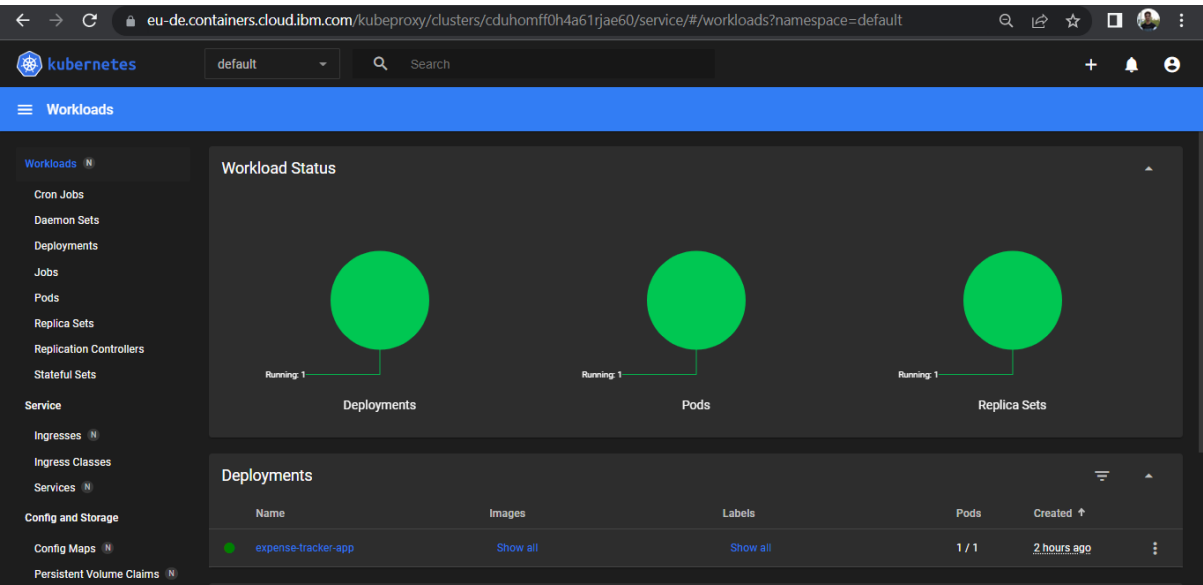 eu-de.containers.cloud.ibm.com/kubeproxy/clusters/cduhomff0h4a61rjae60/service/#/workloads?namespace=default
kubernetes
default
Search
Workloads
Workloads N
Cron Jobs
Daemon Sets
Deployments
Jobs
Pods
Replica Sets
Replication Controllers
Stateful Sets
Service
Ingresses N
Ingress Classes
Services N
Config and Storage
Config Maps N
Persistent Volume Claims N
Workload Status
Running: 1
Deployments
Running: 1
Pods
Running: 1
Replica Sets
Deployments
Name Images Labels Pods Created ↑
expense-tracker-app Show all Show all 1 / 1 2 hours ago